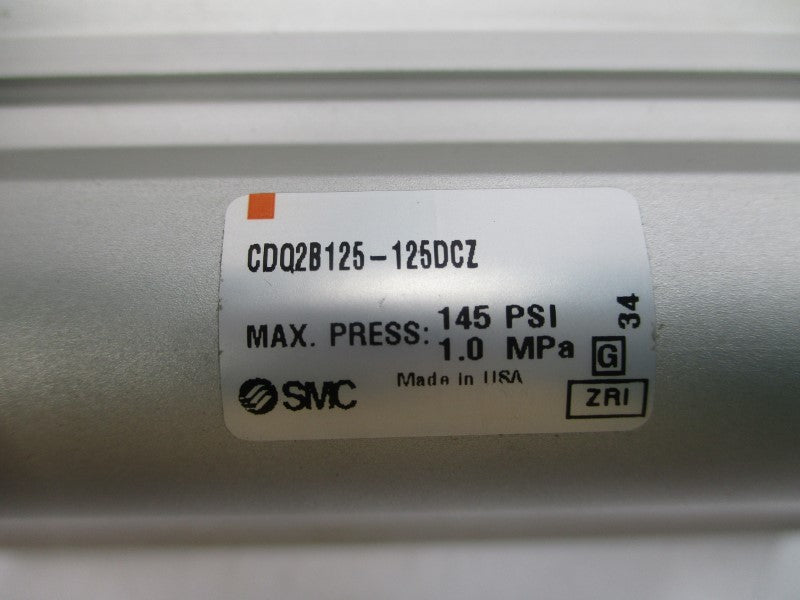 CDQ2B125-125DCZ
MAX. PRESS: 145 PSI
1.0 MPa
G
34
SMC
Made in USA
ZRI